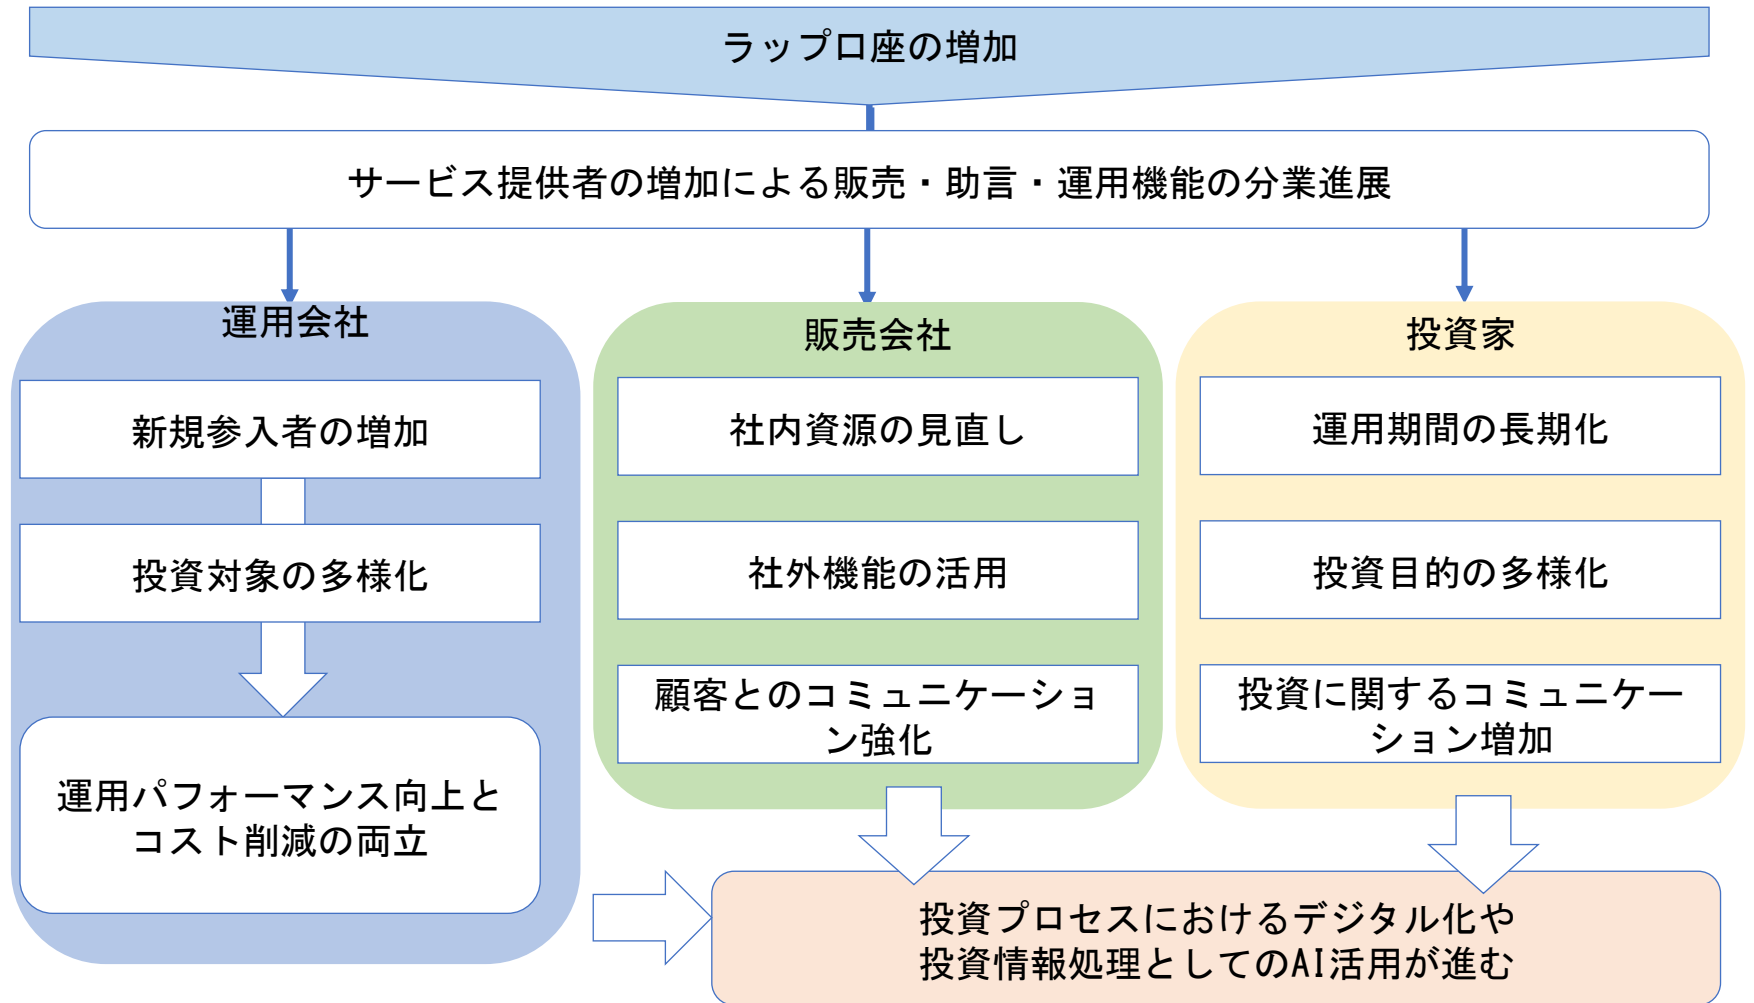 ラップ口座の増加
サービス提供者の増加による販売・助言・運用機能の分業進展
運用会社
新規参入者の増加
投資対象の多様化
運用パフォーマンス向上と
コスト削減の両立
販売会社
社内資源の見直し
社外機能の活用
顧客とのコミュニケーショ
ン強化
投資家
運用期間の長期化
投資目的の多様化
投資に関するコミュニケー
ション増加
投資プロセスにおけるデジタル化や
投資情報処理としてのAI活用が進む